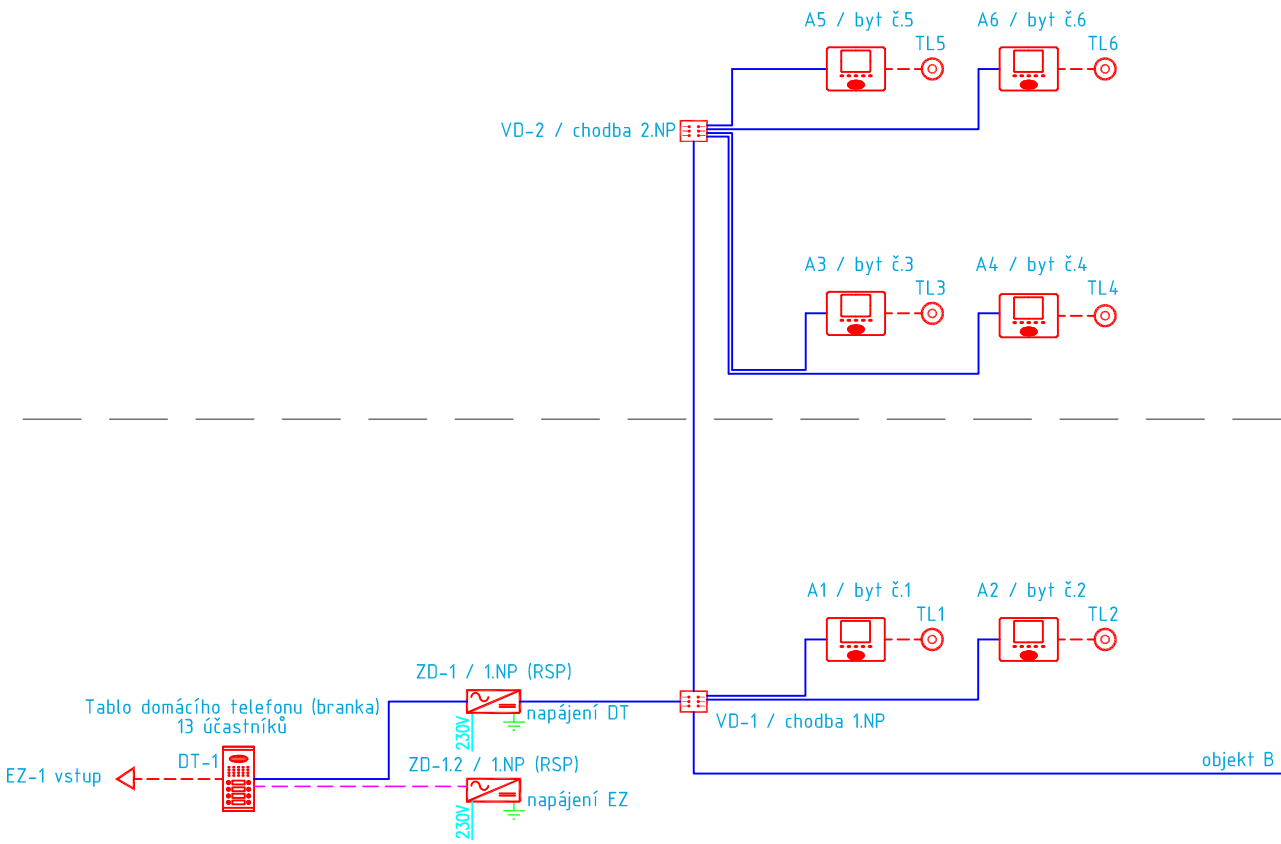 A5 / byt č.5
A6 / byt č.6
TL5
TL6
VD-2 / chodba 2.NP
A3 / byt č.3
A4 / byt č.4
TL3
TL4
A1 / byt č.1
A2 / byt č.2
TL1
TL2
ZD-1 / 1.NP (RSP)
Tablo domácího telefonu (branka)
13 účastníků
napájení DT
VD-1 / chodba 1.NP
230V
DT-1
ZD-1.2 / 1.NP (RSP)
objekt B
EZ-1 vstup
napájení EZ
230V